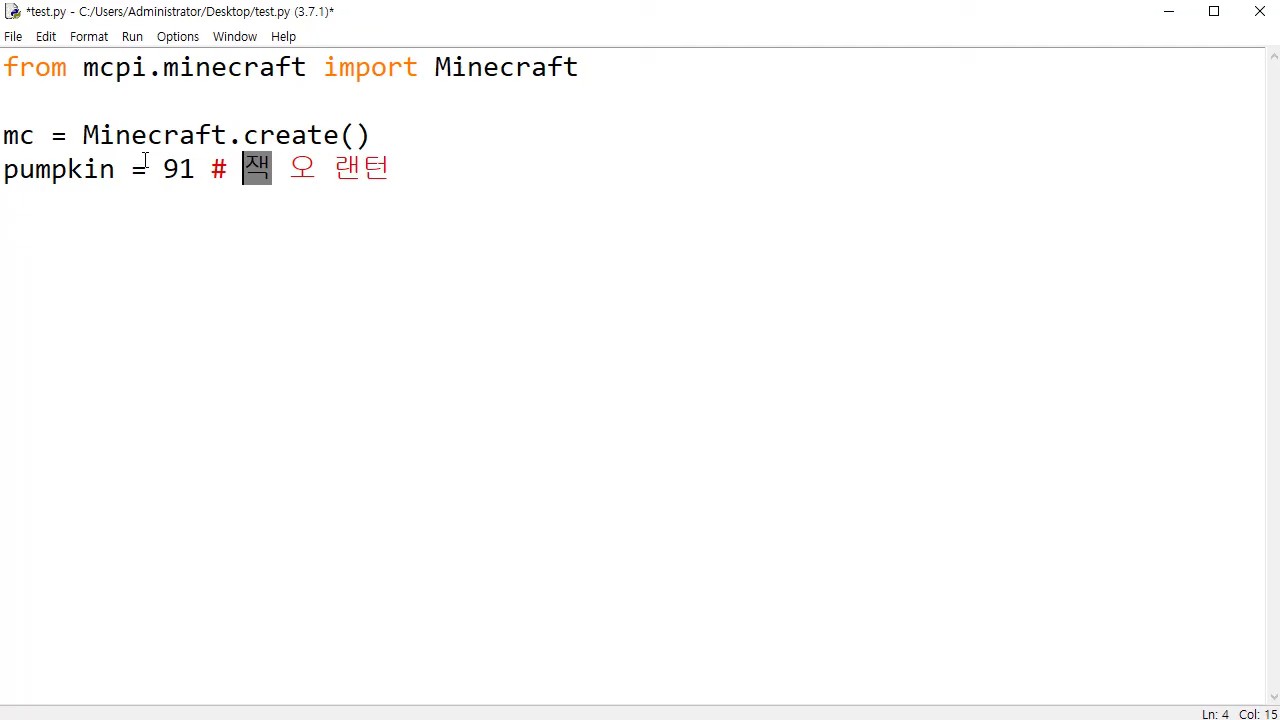 *test.py - C:/Users/Administrator/Desktop/test.py (3.7.1)*
File Edit Format Run Options Window Help
from mcpi.minecraft import Minecraft
mc = Minecraft.create()
pumpkin = 91 # 잭 오 랜턴
Ln: 4 Col: 15